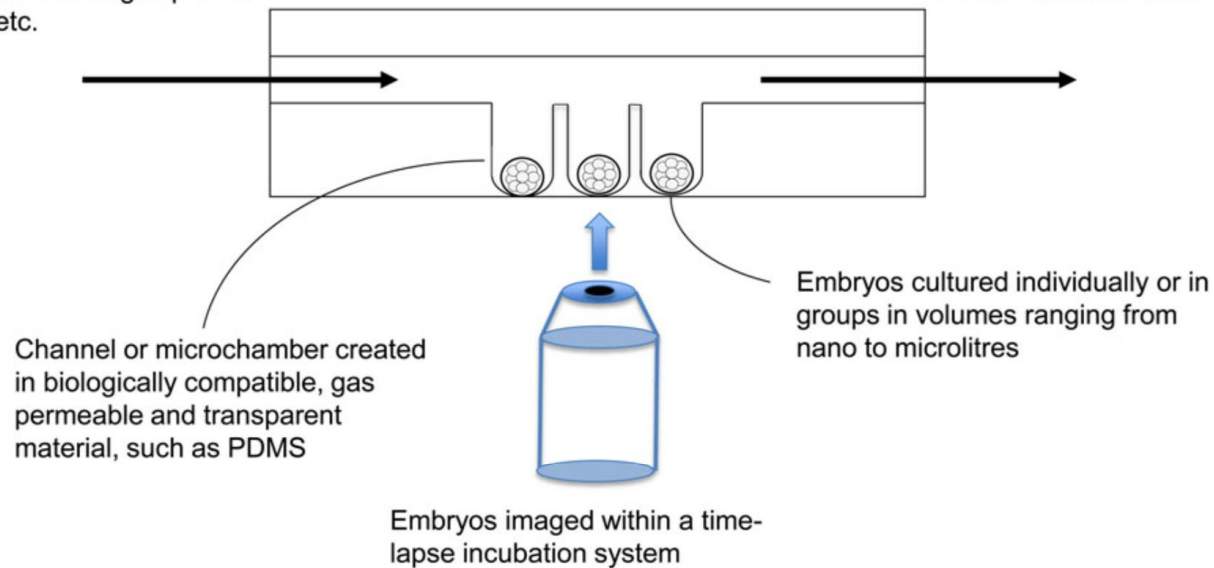 etc.
Channel or microchamber created
in biologically compatible, gas
permeable and transparent
material, such as PDMS
Embryos cultured individually or in
groups in volumes ranging from
nano to microlitres
Embryos imaged within a time-
lapse incubation system